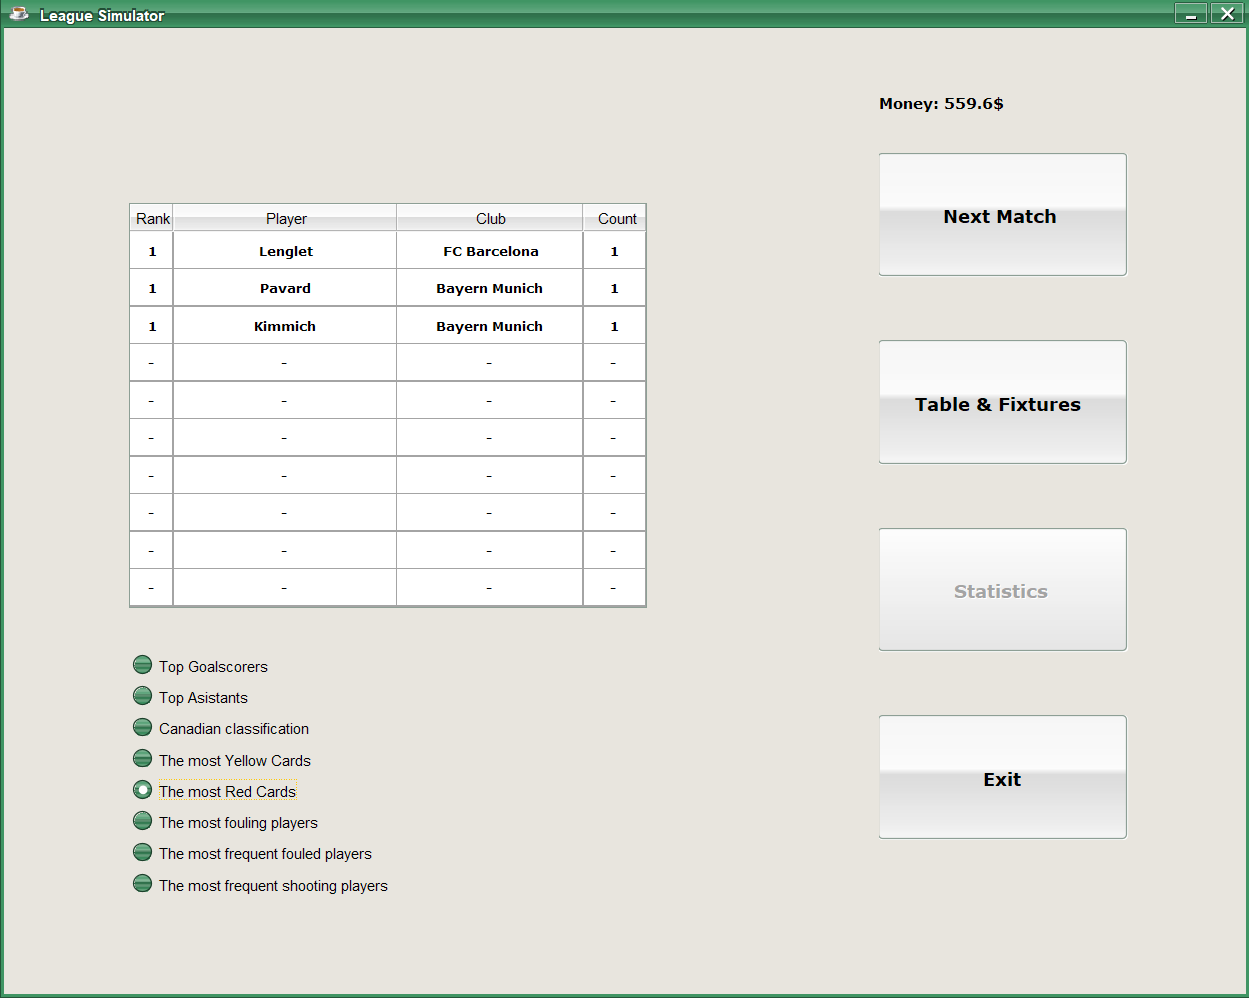 League Simulator
Money: 559.6$
Rank Player Club Count
1 Lenglet FC Barcelona 1
1 Pavard Bayern Munich 1
1 Kimmich Bayern Munich 1
- - - -
- - - -
- - - -
- - - -
- - - -
- - - -
- - - -
Top Goalscorers
Top Asistants
Canadian classification
The most Yellow Cards
The most Red Cards
The most fouling players
The most frequent fouled players
The most frequent shooting players
Next Match
Table & Fixtures
Statistics
Exit